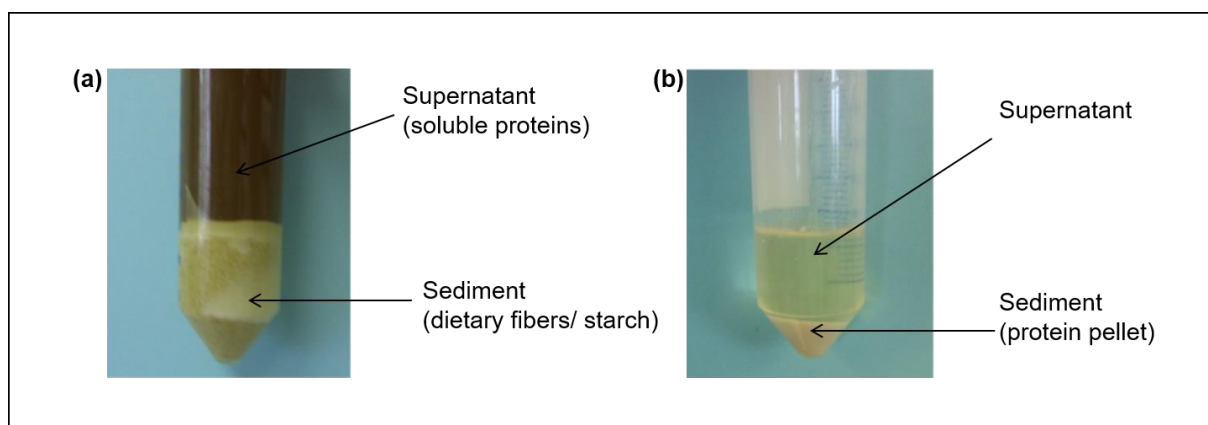 (a)
Supernatant
(soluble proteins)
Sediment
(dietary fibers/ starch)
(b)
Supernatant
Sediment
(protein pellet)